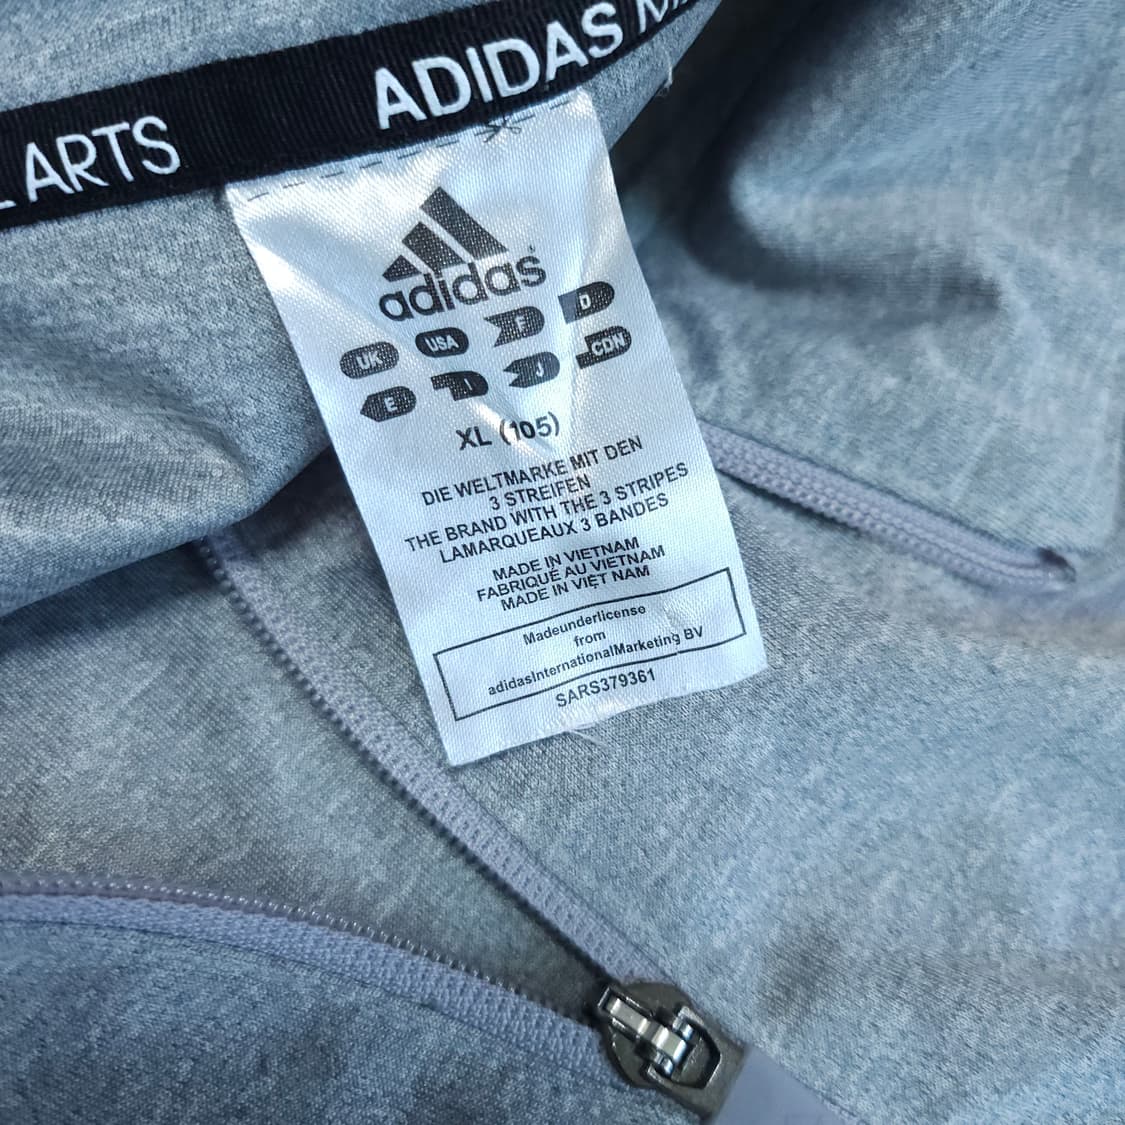 ADIDAS
ARTS
adidas
UK USA F D
E I J CDN
XL (105)
DIE WELTMARKE MIT DEN
3 STREIFEN
THE BRAND WITH THE 3 STRIPES
LAMARQUEAUX 3 BANDES
MADE IN VIETNAM
FABRIQUÉ AU VIETNAM
MADE IN VIỆT NAM
Madeunderlicense
from
adidasInternationalMarketing BV
SARS379361